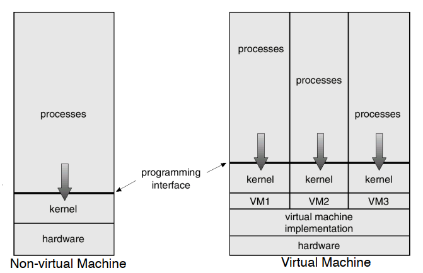 processes
kernel
hardware
Non-virtual Machine
programming
interface
processes
processes
processes
kernel kernel kernel
VM1 VM2 VM3
virtual machine
implementation
hardware
Virtual Machine